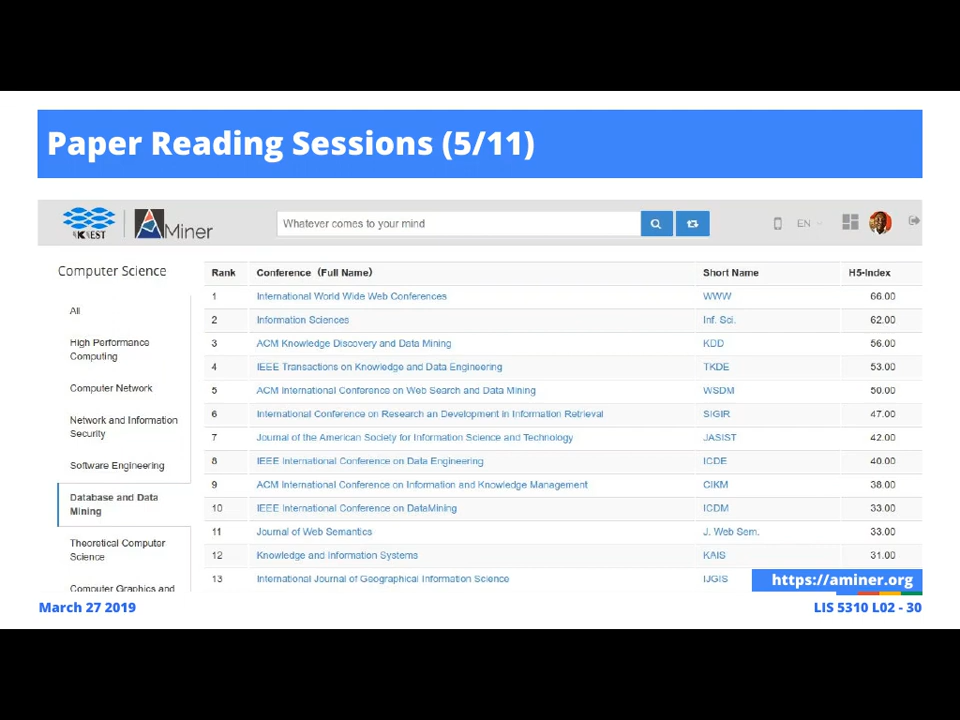 Paper Reading Sessions (5/11)
KEST
AMiner
Whatever comes to your mind
EN
Computer Science
All
High Performance
Computing
Computer Network
Network and Information
Security
Software Engineering
Database and Data
Mining
Theoretical Computer
Science
Computer Graphics and
Rank Conference (Full Name) Short Name H5-Index
1 International World Wide Web Conferences WWW 66.00
2 Information Sciences Inf. Sci. 62.00
3 ACM Knowledge Discovery and Data Mining KDD 56.00
4 IEEE Transactions on Knowledge and Data Engineering TKDE 53.00
5 ACM International Conference on Web Search and Data Mining WSDM 50.00
6 International Conference on Research an Development in Information Retrieval SIGIR 47.00
7 Journal of the American Society for Information Science and Technology JASIST 42.00
8 IEEE International Conference on Data Engineering ICDE 40.00
9 ACM International Conference on Information and Knowledge Management CIKM 38.00
10 IEEE International Conference on DataMining ICDM 33.00
11 Journal of Web Semantics J. Web Sem. 33.00
12 Knowledge and Information Systems KAIS 31.00
13 International Journal of Geographical Information Science IJGIS
https://aminer.org
March 27 2019
LIS 5310 L02 - 30